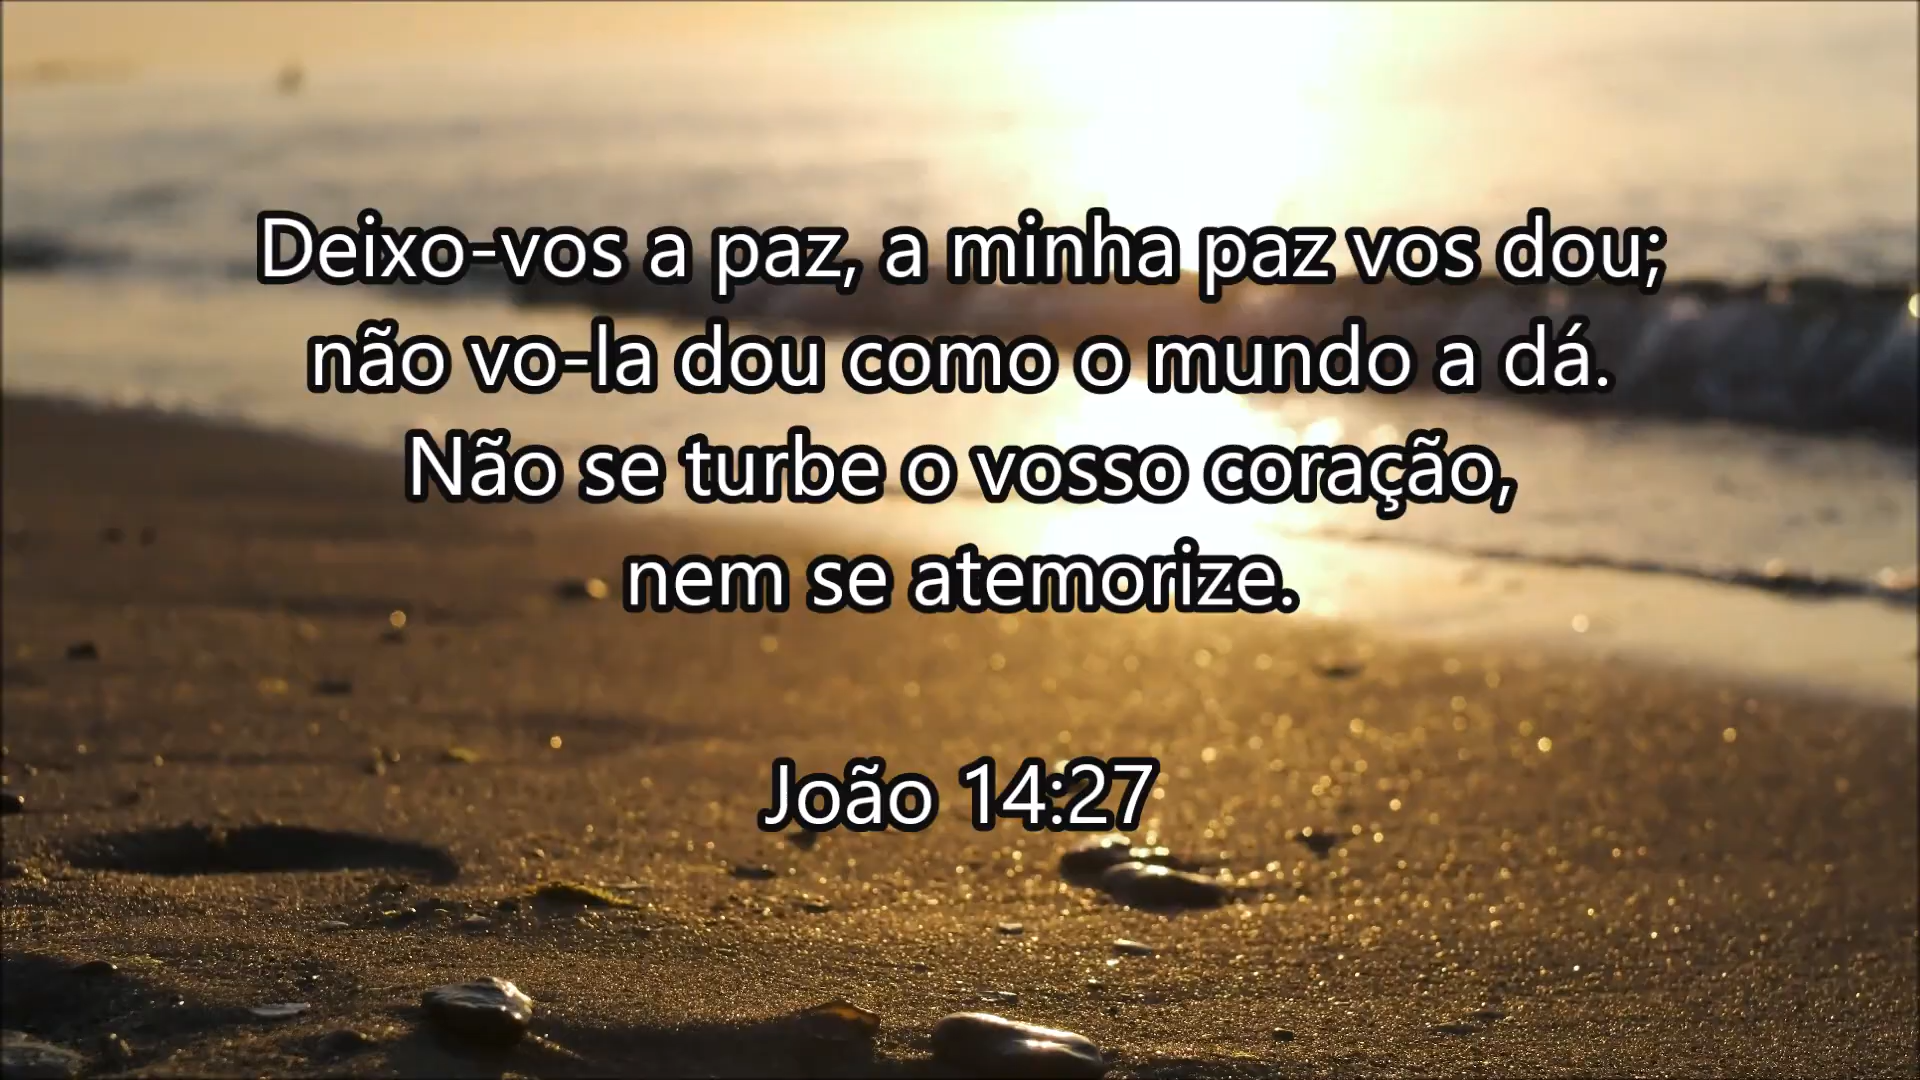 Deixo-vos a paz, a minha paz vos dou;
não vo-la dou como o mundo a dá.
Não se turbe o vosso coração,
nem se atemorize.
João 14:27